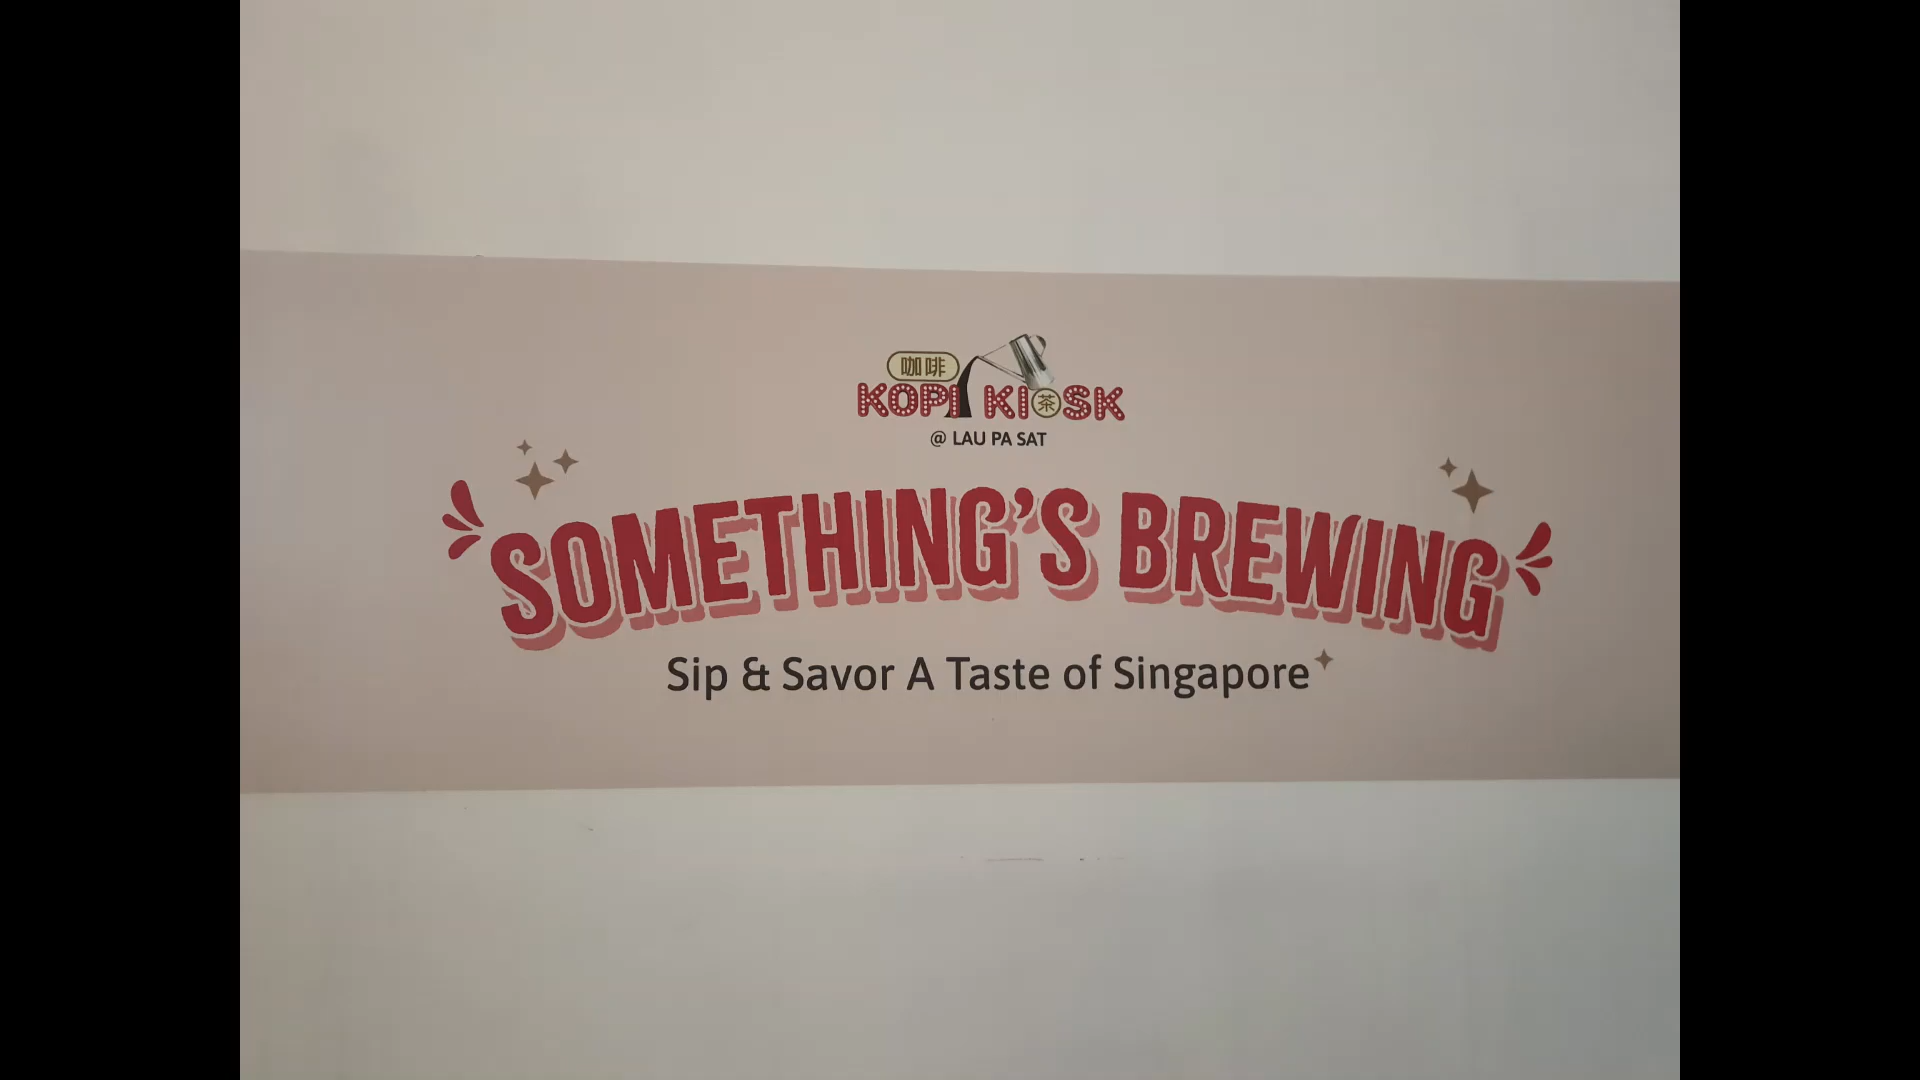 咖啡
KOPI KIOSK
茶
@ LAU PA SAT
SOMETHING'S BREWING
Sip & Savor A Taste of Singapore